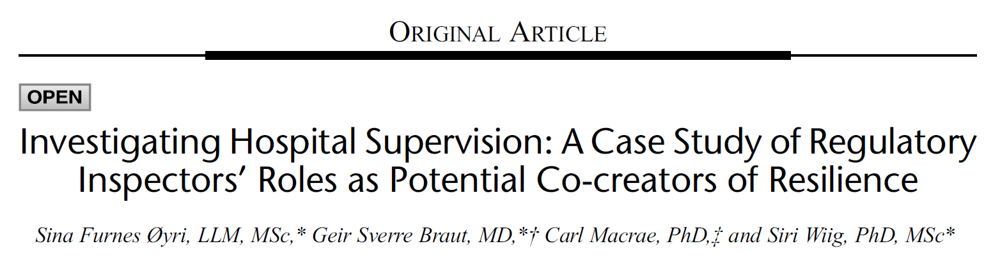 ORIGINAL ARTICLE
OPEN
Investigating Hospital Supervision: A Case Study of Regulatory
Inspectors’ Roles as Potential Co-creators of Resilience
Sina Furnes Øyri, LLM, MSc,* Geir Sverre Braut, MD,*† Carl Macrae, PhD,‡ and Siri Wiig, PhD, MSc*